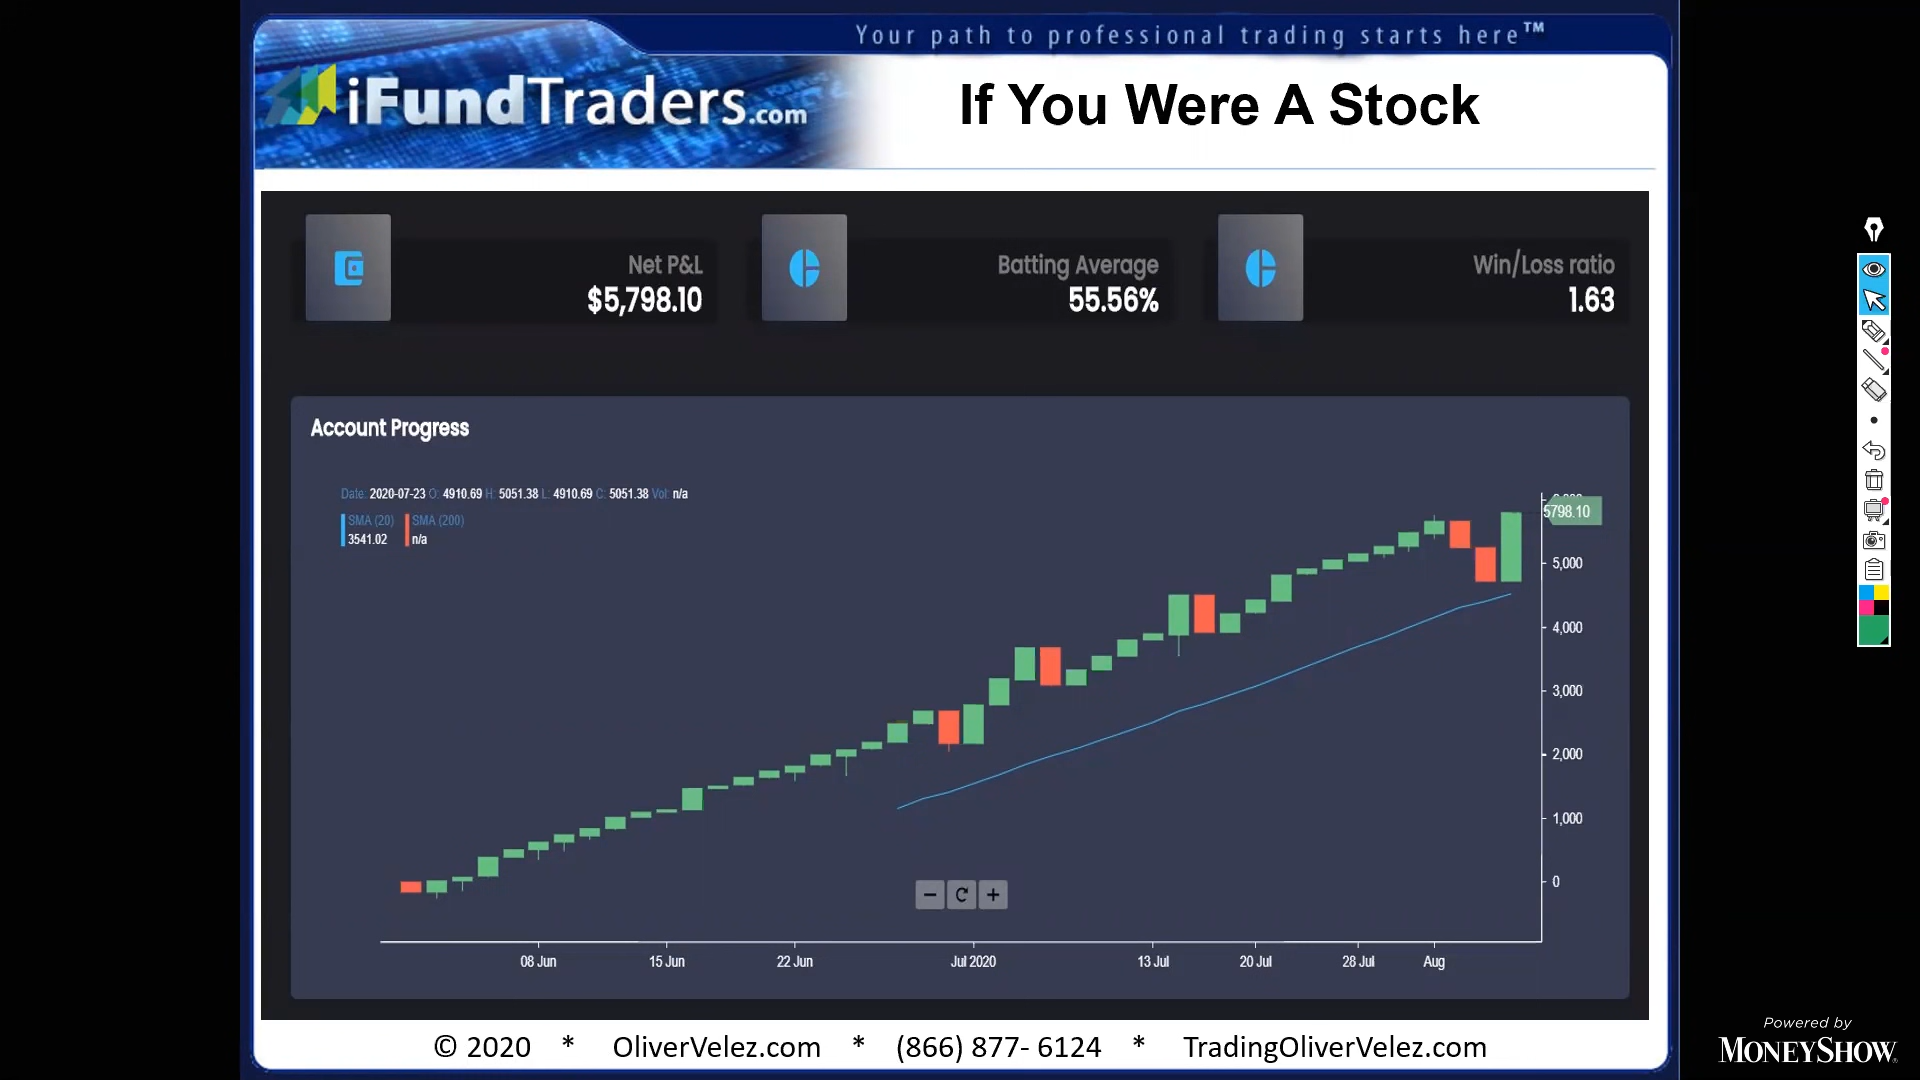 Your path to professional trading starts here™
iFundTraders.com
If You Were A Stock
Net P&L
$5,798.10
Batting Average
55.56%
Win/Loss ratio
1.63
Account Progress
Date: 2020-07-23 O: 4910.69 H: 5051.38 L: 4910.69 C: 5051.38 Vol: n/a
SMA (20)
3541.02
SMA (200)
n/a
5798.10
5,000
4,000
3,000
2,000
1,000
0
08 Jun 15 Jun 22 Jun Jul 2020 13 Jul 20 Jul 28 Jul Aug
© 2020 * OliverVelez.com * (866) 877- 6124 * TradingOliverVelez.com
Powered by
MONEYSHOW